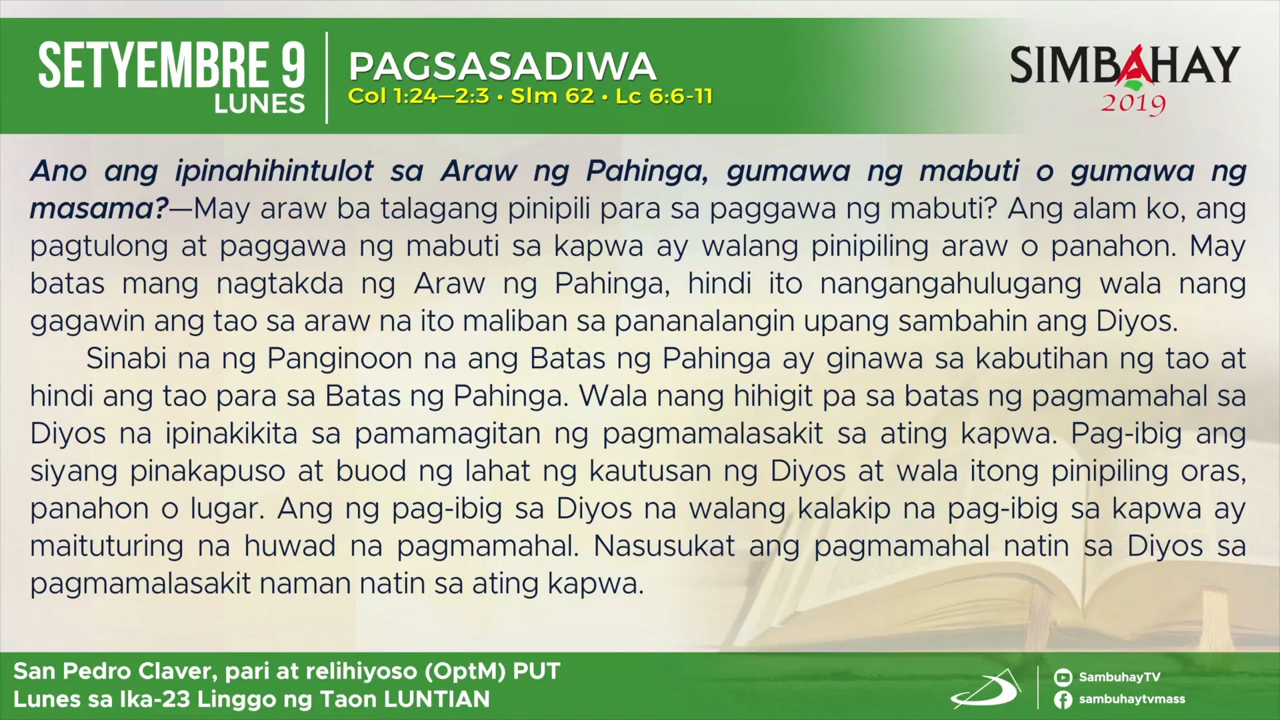 SETYEMBRE 9
LUNES
PAGSASADIWA
Col 1:24—2:3 • Slm 62 • Lc 6:6-11
SIMBAHAY
2019
Ano ang ipinahihintulot sa Araw ng Pahinga, gumawa ng mabuti o gumawa ng
masama?—May araw ba talagang pinipili para sa paggawa ng mabuti? Ang alam ko, ang
pagtulong at paggawa ng mabuti sa kapwa ay walang pinipiling araw o panahon. May
batas mang nagtakda ng Araw ng Pahinga, hindi ito nangangahulugang wala nang
gagawin ang tao sa araw na ito maliban sa pananalangin upang sambahin ang Diyos.
Sinabi na ng Panginoon na ang Batas ng Pahinga ay ginawa sa kabutihan ng tao at
hindi ang tao para sa Batas ng Pahinga. Wala nang hihigit pa sa batas ng pagmamahal sa
Diyos na ipinakikita sa pamamagitan ng pagmamalasakit sa ating kapwa. Pag-ibig ang
siyang pinakapuso at buod ng lahat ng kautusan ng Diyos at wala itong pinipiling oras,
panahon o lugar. Ang ng pag-ibig sa Diyos na walang kalakip na pag-ibig sa kapwa ay
maituturing na huwad na pagmamahal. Nasusukat ang pagmamahal natin sa Diyos sa
pagmamalasakit naman natin sa ating kapwa.
San Pedro Claver, pari at relihiyoso (OptM) PUT
Lunes sa Ika-23 Linggo ng Taon LUNTIAN
SambuhayTV
sambuhaytvmass